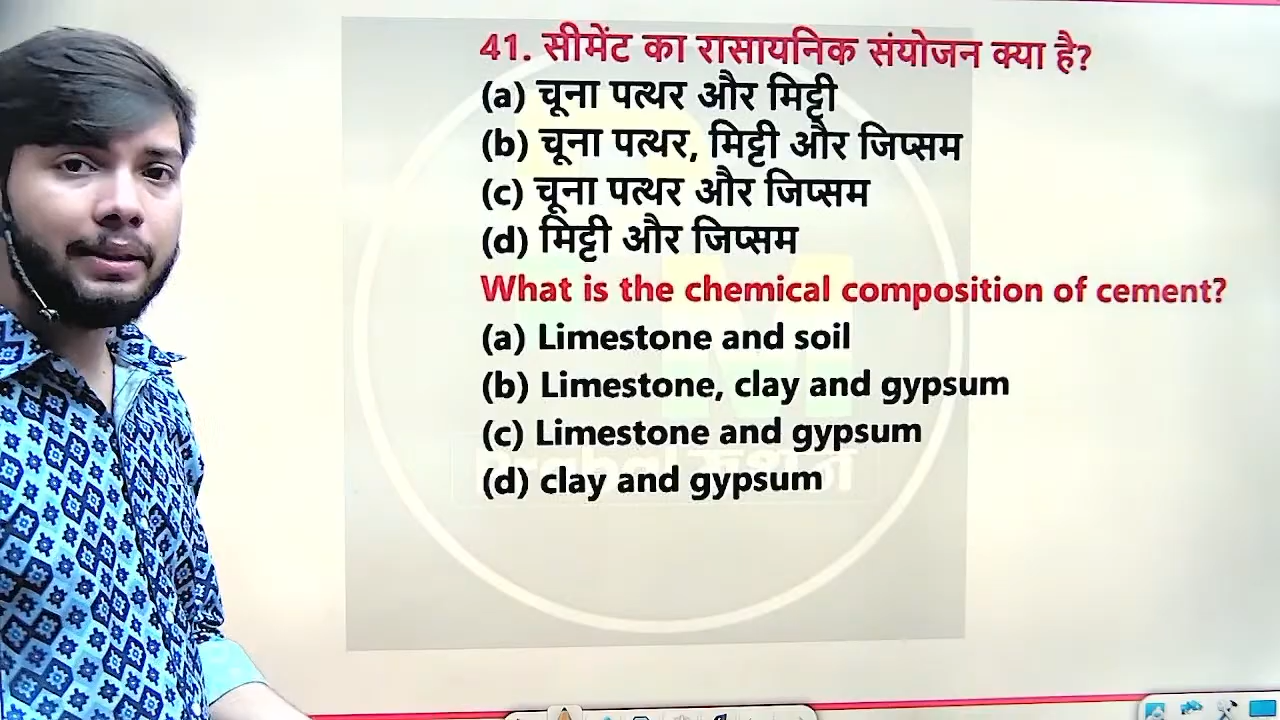 41. सीमेंट का रासायनिक संयोजन क्या है?
(a) चूना पत्थर और मिट्टी
(b) चूना पत्थर, मिट्टी और जिप्सम
(c) चूना पत्थर और जिप्सम
(d) मिट्टी और जिप्सम
What is the chemical composition of cement?
(a) Limestone and soil
(b) Limestone, clay and gypsum
(c) Limestone and gypsum
(d) clay and gypsum